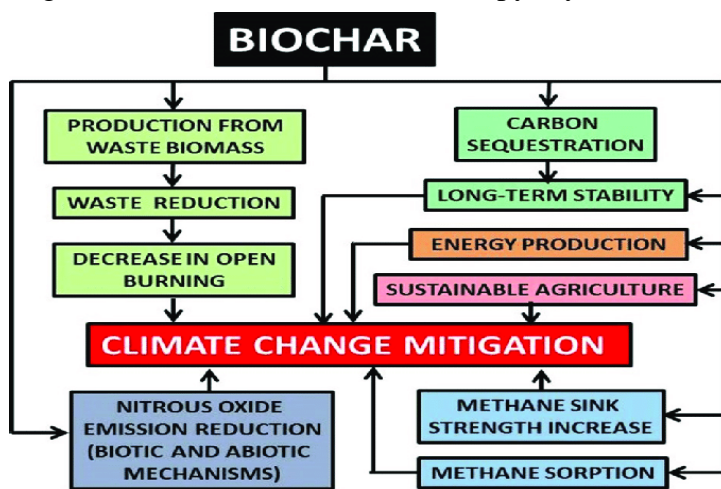 BIOCHAR
PRODUCTION FROM
WASTE BIOMASS
WASTE REDUCTION
DECREASE IN OPEN
BURNING
CARBON
SEQUESTRATION
LONG-TERM STABILITY
ENERGY PRODUCTION
SUSTAINABLE AGRICULTURE
CLIMATE CHANGE MITIGATION
NITROUS OXIDE
EMISSION REDUCTION
(BIOTIC AND ABIOTIC
MECHANISMS)
METHANE SINK
STRENGTH INCREASE
METHANE SORPTION